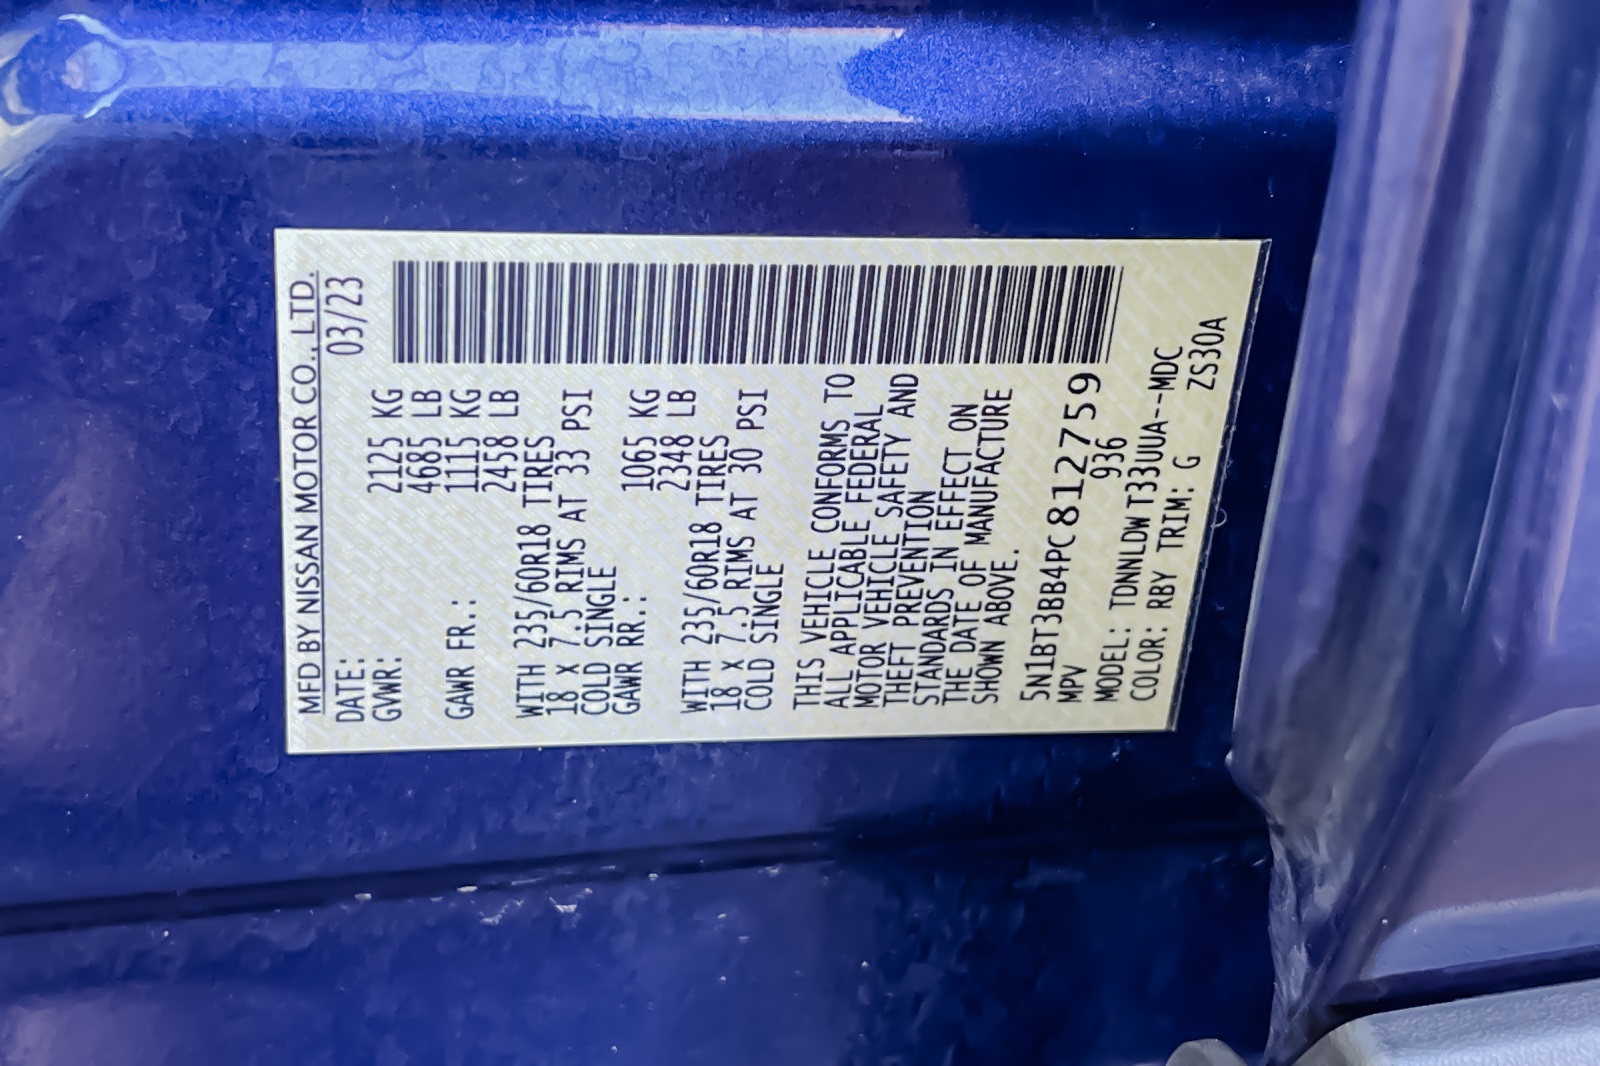 MFD BY NISSAN MOTOR CO., LTD.
DATE: 03/23
GVWR: 2125 KG
4685 LB
GAWR FR.: 1115 KG
2458 LB
WITH 235/60R18 TIRES
18 X 7.5 RIMS AT 33 PSI
COLD SINGLE
GAWR RR.: 1065 KG
2348 LB
WITH 235/60R18 TIRES
18 X 7.5 RIMS AT 30 PSI
COLD SINGLE
THIS VEHICLE CONFORMS TO
ALL APPLICABLE FEDERAL
MOTOR VEHICLE SAFETY AND
THEFT PREVENTION
STANDARDS IN EFFECT ON
THE DATE OF MANUFACTURE
SHOWN ABOVE.
5N1BT3BB4PC812759
MPV 936
MODEL: TDNNLDWT33UUA--MDC
COLOR: RBY TRIM: G ZS30A